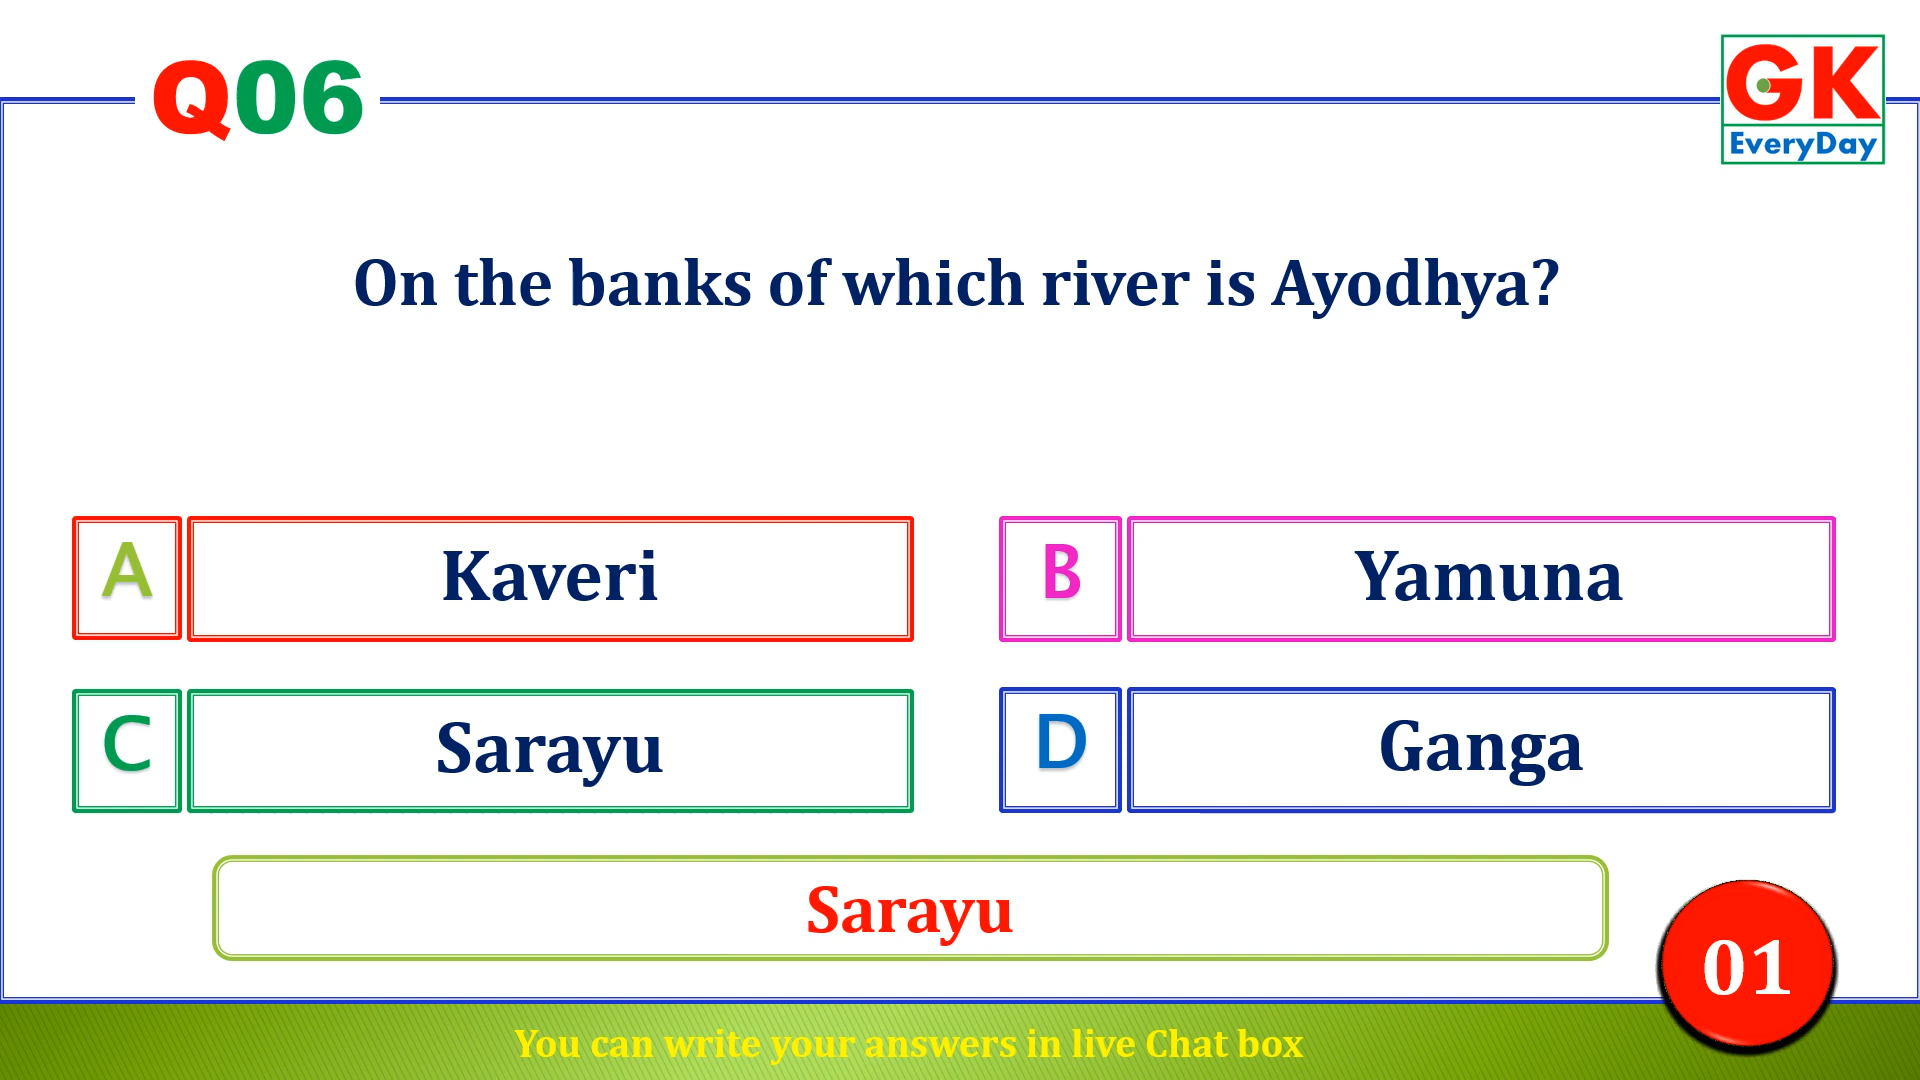 Q06
GK
EveryDay
On the banks of which river is Ayodhya?
A Kaveri
B Yamuna
C Sarayu
D Ganga
Sarayu
01
You can write your answers in live Chat box